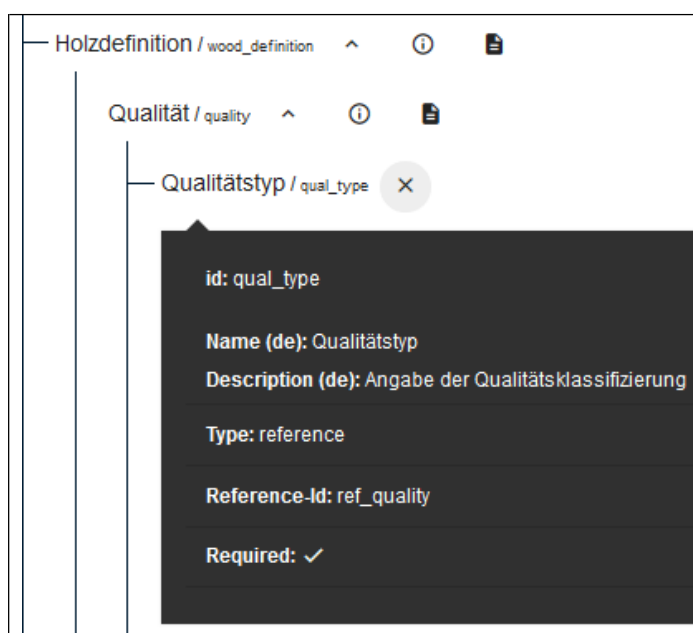 Holzdefinition / wood_definition
Qualität / quality
Qualitätstyp / qual_type
id: qual_type
Name (de): Qualitätstyp
Description (de): Angabe der Qualitätsklassifizierung
Type: reference
Reference-Id: ref_quality
Required: ✓